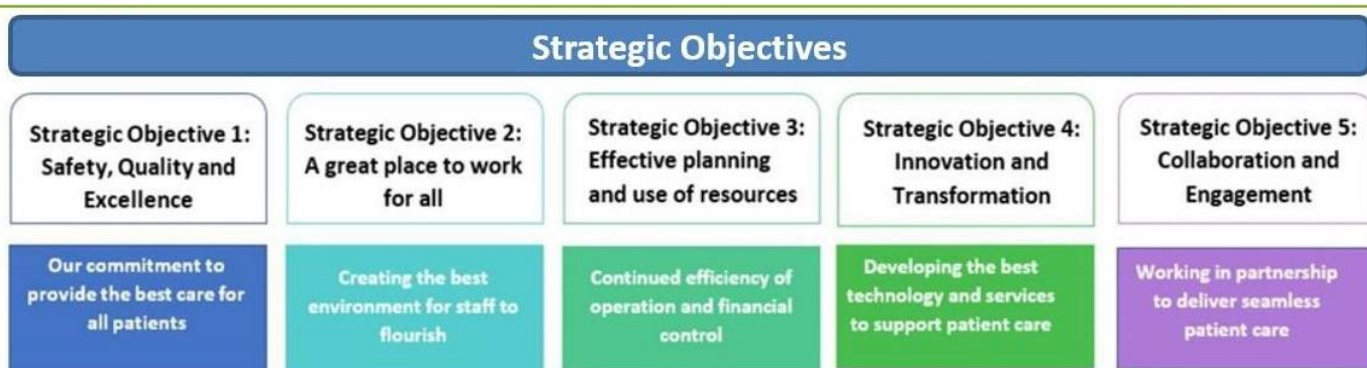 Strategic Objectives
Strategic Objective 1:
Safety, Quality and
Excellence
Strategic Objective 2:
A great place to work
for all
Strategic Objective 3:
Effective planning
and use of resources
Strategic Objective 4:
Innovation and
Transformation
Strategic Objective 5:
Collaboration and
Engagement
Our commitment to
provide the best care for
all patients
Creating the best
environment for staff to
flourish
Continued efficiency of
operation and financial
control
Developing the best
technology and services
to support patient care
Working in partnership
to deliver seamless
patient care